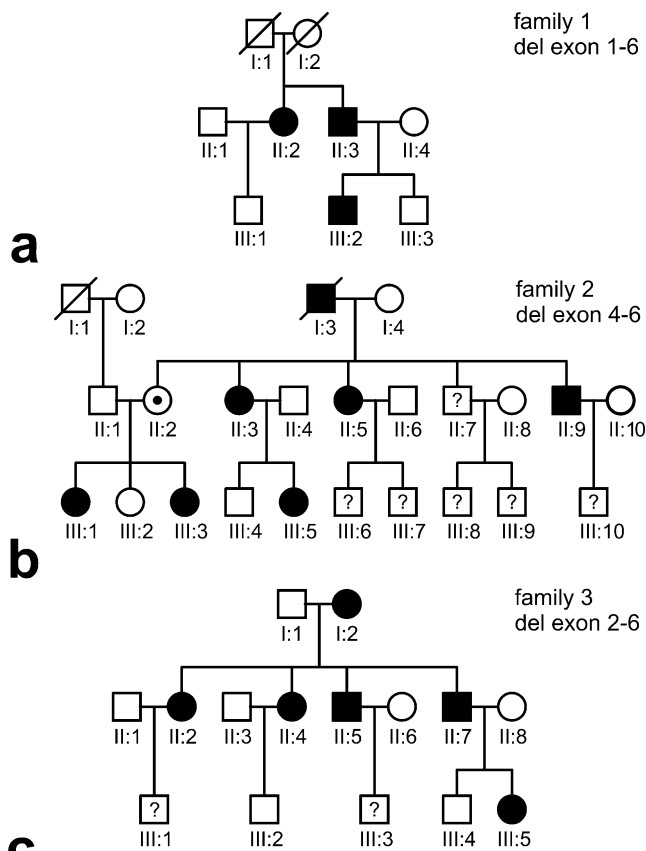 family 1
del exon 1-6
I:1 I:2
II:1 II:2 II:3 II:4
III:1 III:2 III:3
a
family 2
del exon 4-6
I:1 I:2 I:3 I:4
?
II:1 II:2 II:3 II:4 II:5 II:6 II:7 II:8 II:9 II:10
? ? ? ? ?
III:1 III:2 III:3 III:4 III:5 III:6 III:7 III:8 III:9 III:10
b
family 3
del exon 2-6
I:1 I:2
II:1 II:2 II:3 II:4 II:5 II:6 II:7 II:8
? ?
III:1 III:2 III:3 III:4 III:5
c